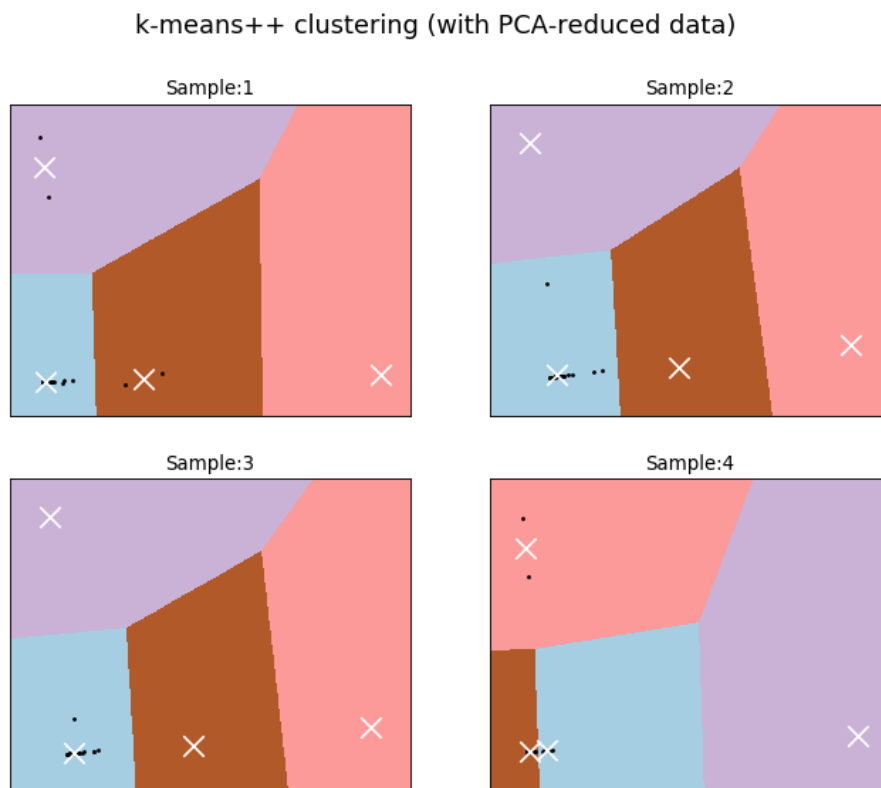 k-means++ clustering (with PCA-reduced data)
Sample:1
Sample:2
Sample:3
Sample:4